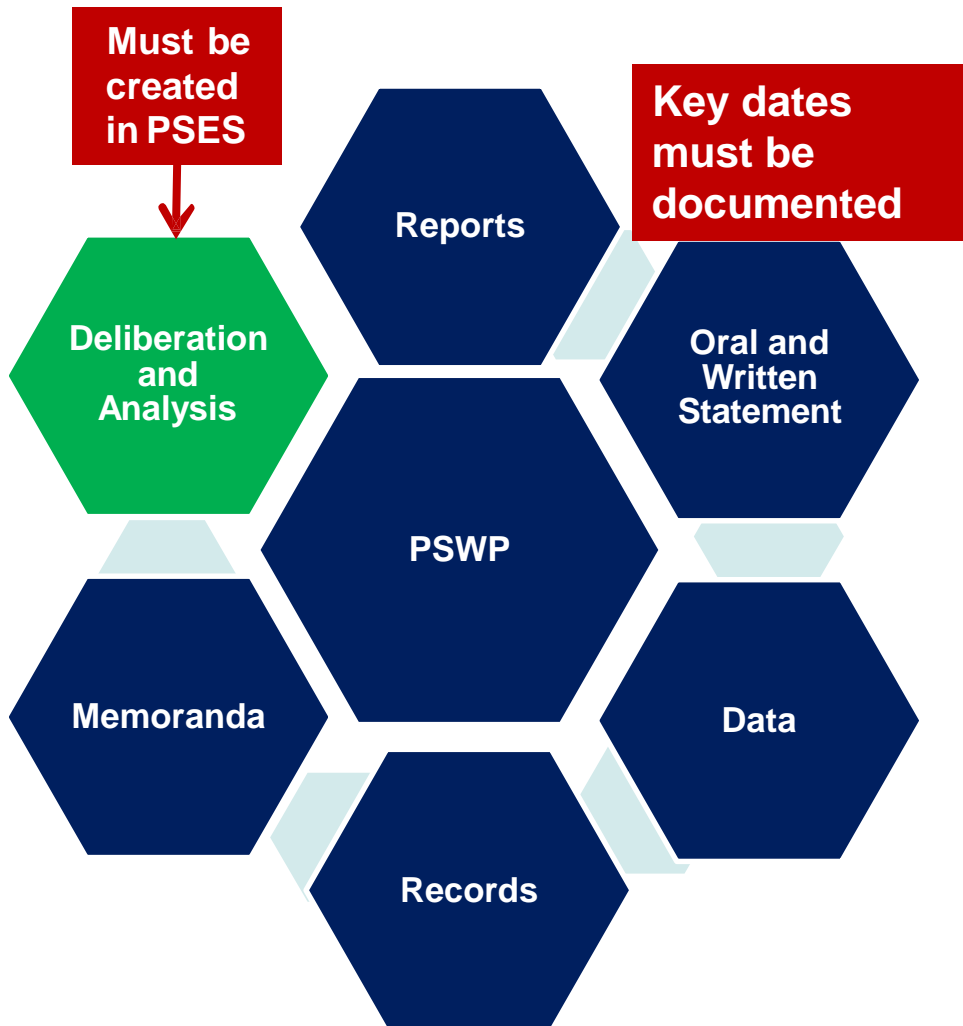 Must be
created
in PSES
Key dates
must be
documented
Reports
Deliberation
and
Analysis
Oral and
Written
Statement
PSWP
Memoranda
Data
Records